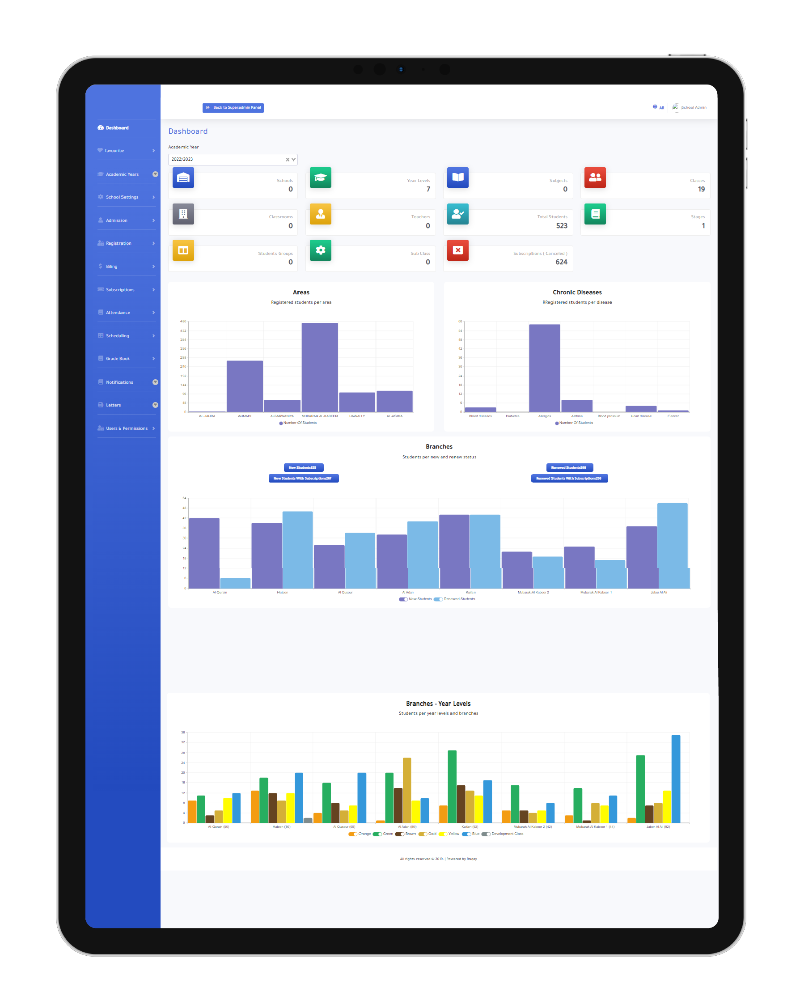 Back to Superadmin Panel
AR
School Admin
Dashboard
favourite
Academic Years
School Settings
Admission
Registration
Biling
Subscriptions
Attendance
Scheduling
Grade Book
Notifications
Letters
Users & Permissions
Dashboard
Academic Year
2022/2023
Schools
0
Year Levels
7
Subjects
0
Classes
19
Classrooms
0
Teachers
0
Total Students
523
Stages
1
Students Groups
0
Sub Class
0
Subscriptions ( Canceled )
624
Areas
Registered students per area
480
432
384
336
288
240
192
144
96
48
0
AL-JAHRA AHMADI Al-FARWANIYA MUBARAK AL-KABEER HAWALLY AL-ASIMA
Number Of Students
Chronic Diseases
RRegistered students per disease
60
54
48
42
36
30
24
18
12
6
0
Blood diseases Diabetes Allergies Asthma Blood pressure Heart disease Cancer
Number Of Students
Branches
Students per new and renew status
New Students625
Renewed Students598
New Students With Subscriptions267
Renewed Students With Subscriptions256
54
48
42
36
30
24
18
12
6
0
Al-Qurain Hateen Al Qusour Al Adan Kaifan Mubarak Al Kabeer 2 Mubarak Al Kabeer 1 Jaber Al Ali
New Students Renewed Students
Branches - Year Levels
Students per year levels and branches
36
32
28
24
20
16
12
8
4
0
Al-Qurain (50) Hateen (86) Al Qusour (60) Al Adan (80) Kaifan (92) Mubarak Al Kabeer 2 (42) Mubarak Al Kabeer 1 (44) Jaber Al Ali (92)
Orange Green Brown Gold Yellow Blue Development Class
All rights reserved © 2019. | Powered by Roqay